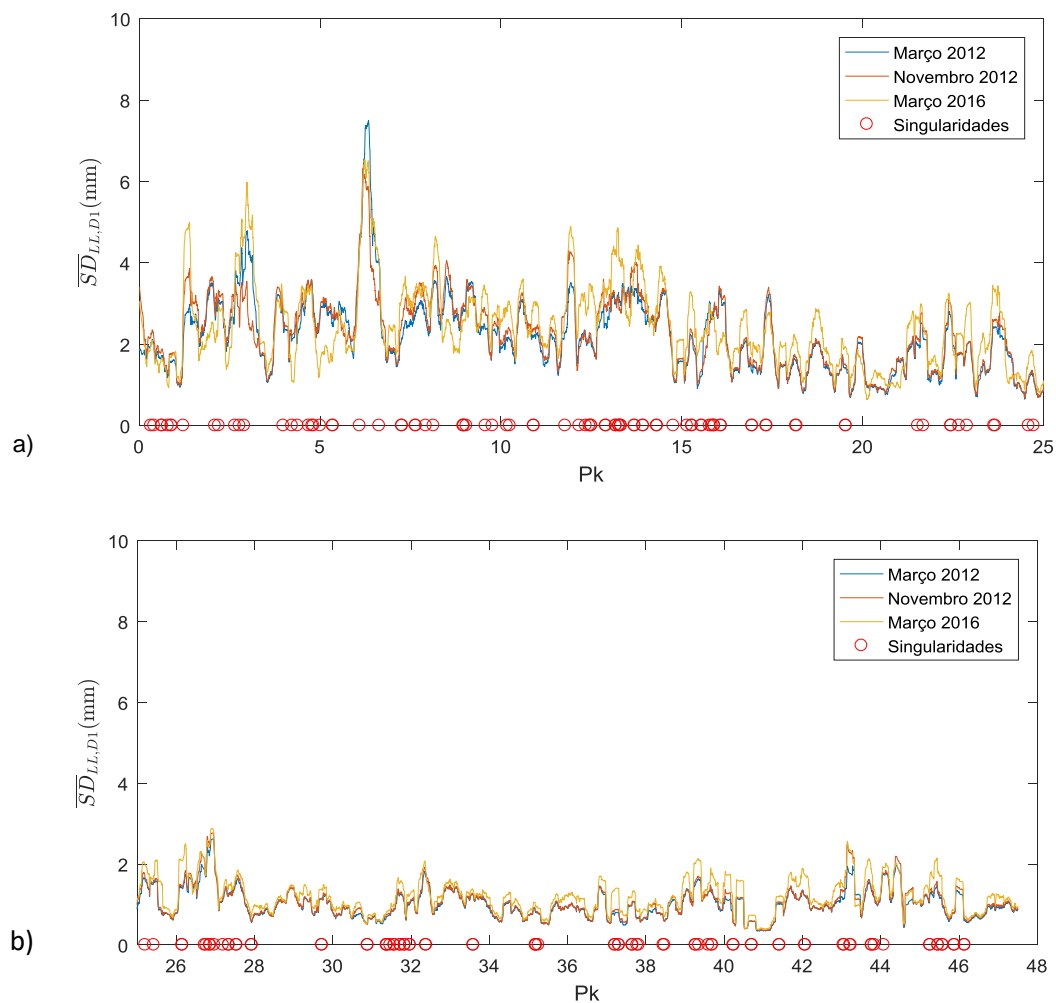 10
8
6
4
2
0
SD_LL,D1(mm)
Março 2012
Novembro 2012
Março 2016
Singularidades
0 5 10 15 20 25
Pk
a)
10
8
6
4
2
0
SD_LL,D1(mm)
Março 2012
Novembro 2012
Março 2016
Singularidades
26 28 30 32 34 36 38 40 42 44 46 48
Pk
b)